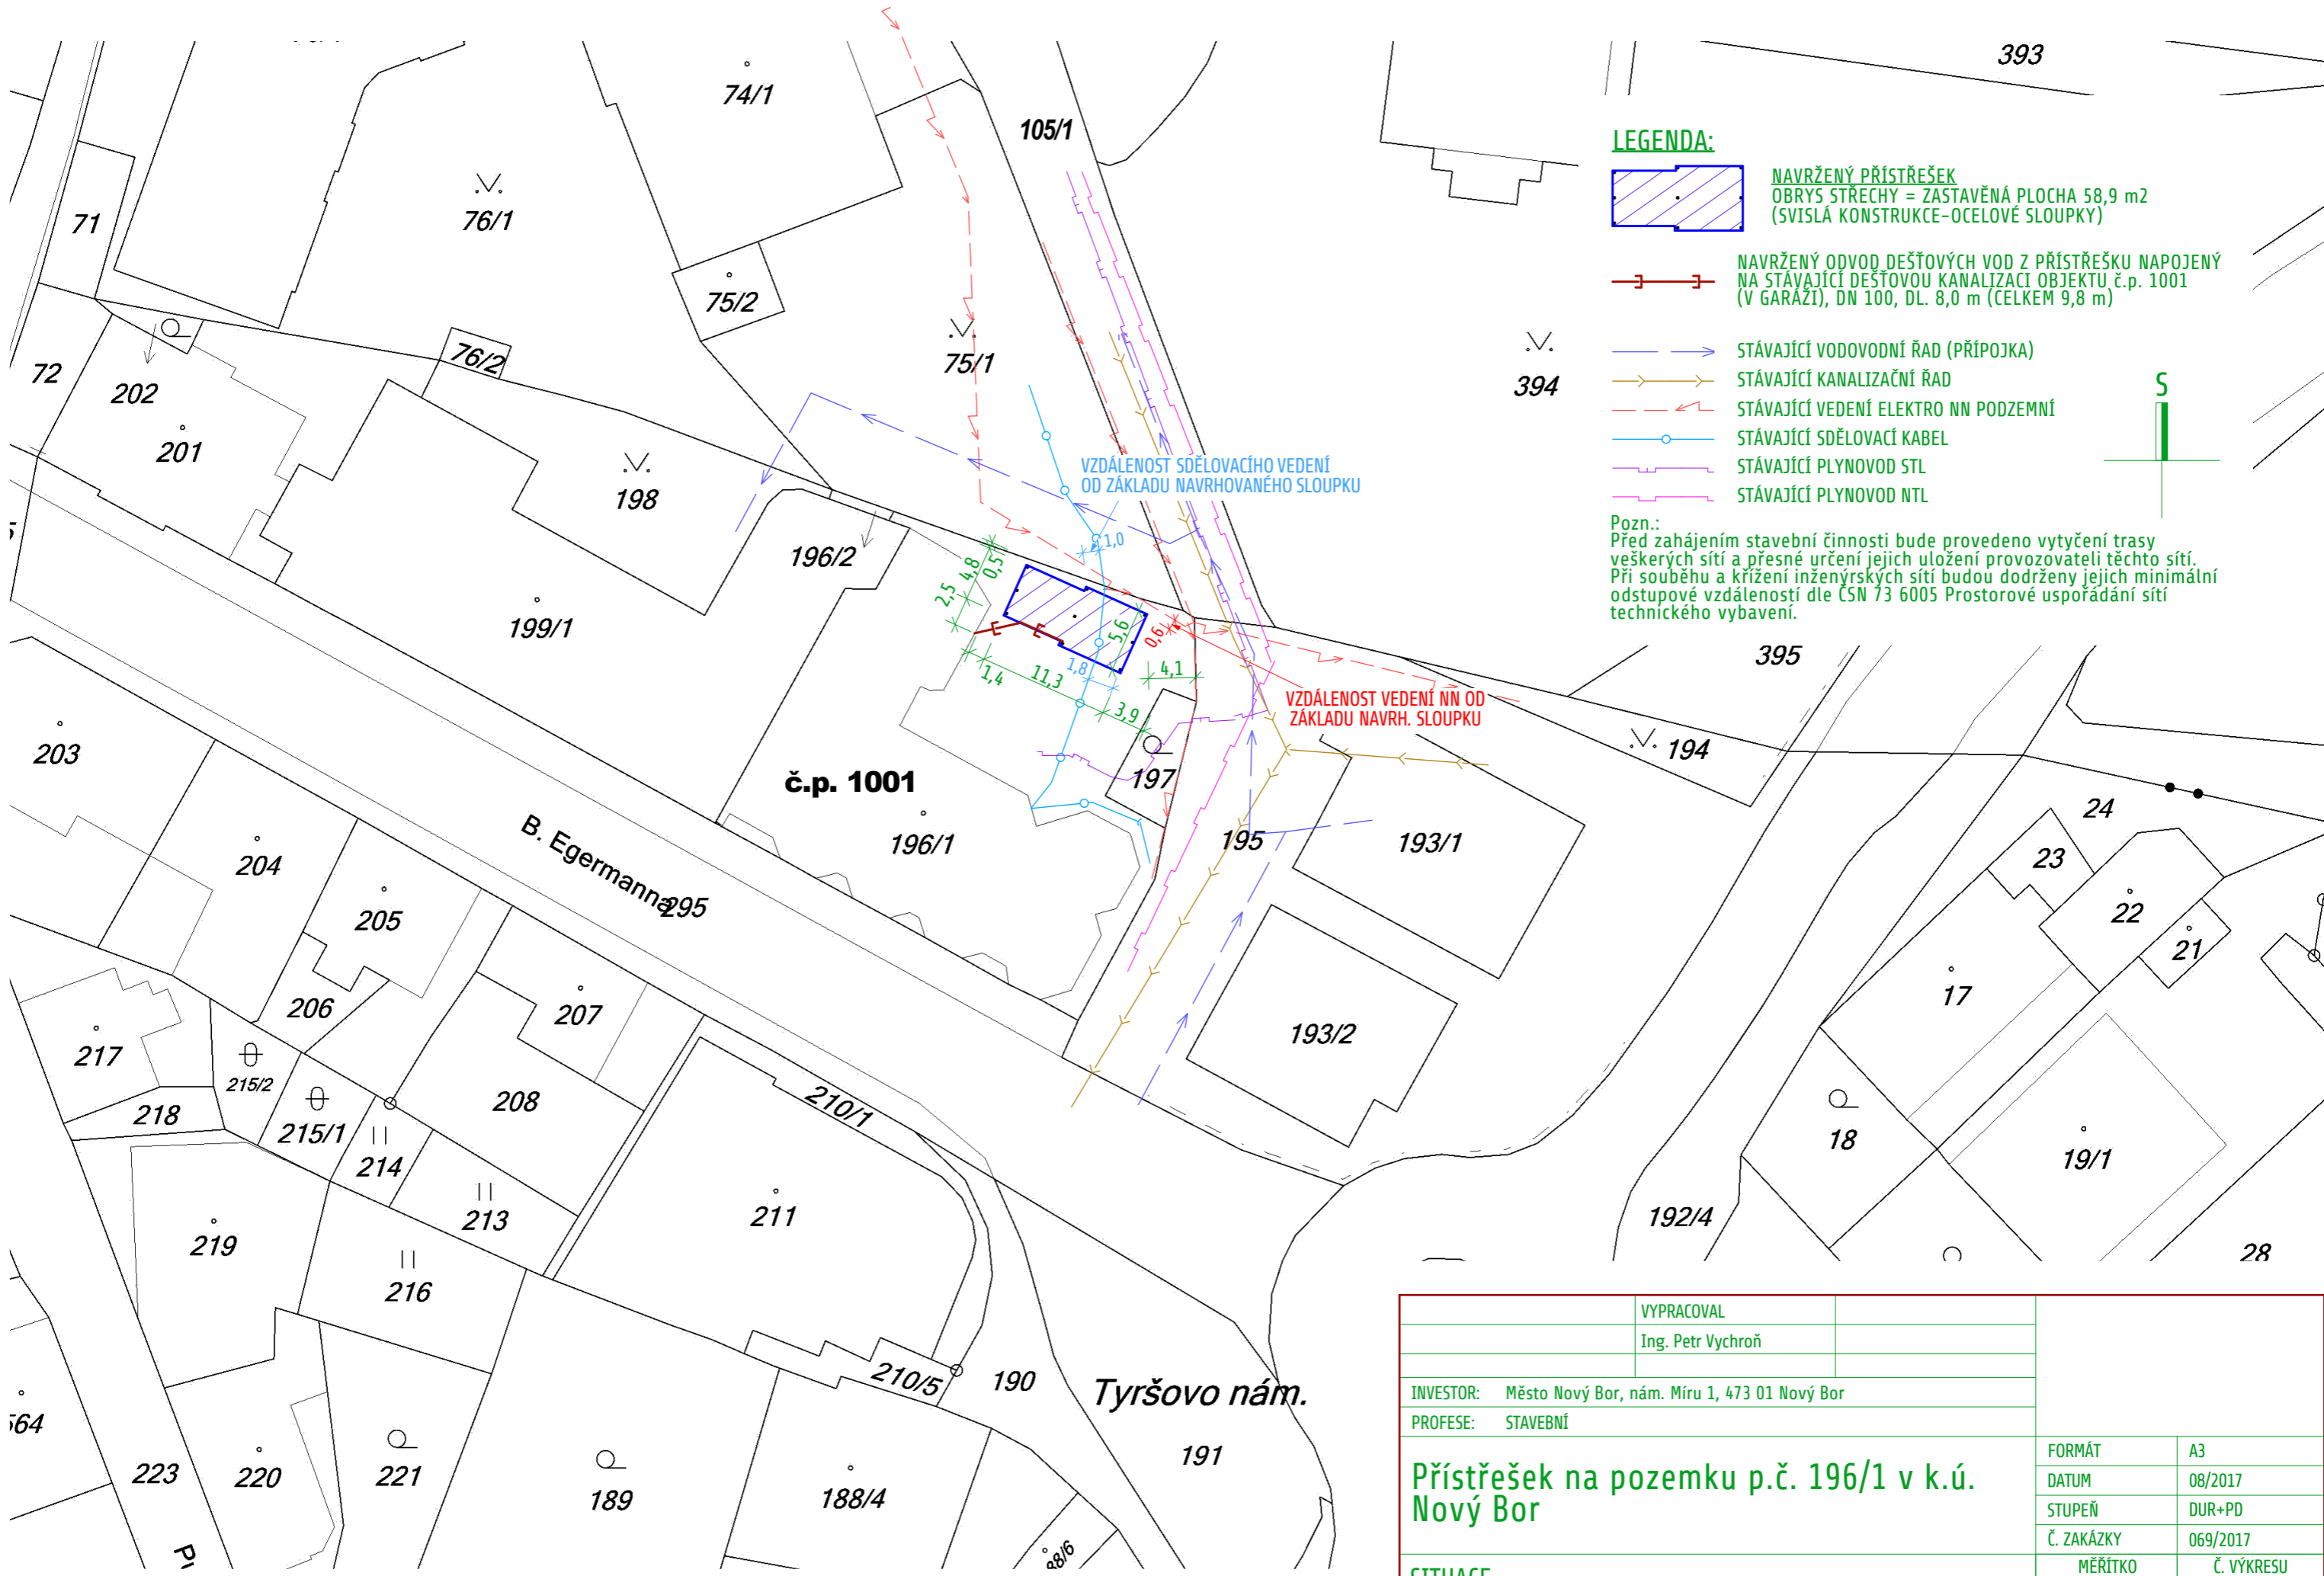 393
74/1
105/1
LEGENDA:
NAVRŽENÝ PŘÍSTŘEŠEK
OBRYS STŘECHY = ZASTAVĚNÁ PLOCHA 58,9 m2
(SVISLÁ KONSTRUKCE-OCELOVÉ SLOUPKY)
71
76/1
NAVRŽENÝ ODVOD DEŠŤOVÝCH VOD Z PŘÍSTŘEŠKU NAPOJENÝ
NA STÁVAJÍCÍ DEŠŤOVOU KANALIZACI OBJEKTU č.p. 1001
(V GARÁŽI), DN 100, DL. 8,0 m (CELKEM 9,8 m)
75/2
76/2
75/1
72
202
394
STÁVAJÍCÍ VODOVODNÍ ŘAD (PŘÍPOJKA)
STÁVAJÍCÍ KANALIZAČNÍ ŘAD
STÁVAJÍCÍ VEDENÍ ELEKTRO NN PODZEMNÍ
STÁVAJÍCÍ SDĚLOVACÍ KABEL
STÁVAJÍCÍ PLYNOVOD STL
STÁVAJÍCÍ PLYNOVOD NTL
S
201
198
VZDÁLENOST SDĚLOVACÍHO VEDENÍ
OD ZÁKLADU NAVRHOVANÉHO SLOUPKU
Pozn.:
Před zahájením stavební činnosti bude provedeno vytyčení trasy
veškerých sítí a přesné určení jejich uložení provozovateli těchto sítí.
Při souběhu a křížení inženýrských sítí budou dodrženy jejich minimální
odstupové vzdáleností dle ČSN 73 6005 Prostorové uspořádání sítí
technického vybavení.
196/2
1,0
0,5
4,8
2,5
199/1
5,6
0,6
1,8
4,1
1,4
11,3
3,9
395
VZDÁLENOST VEDENÍ NN OD
ZÁKLADU NAVRH. SLOUPKU
203
194
197
č.p. 1001
196/1
195
193/1
24
23
22
21
204
B. Egermanna
295
205
17
206
207
193/2
217
215/2
208
210/1
218
215/1
214
18
19/1
213
211
192/4
219
216
28
210/5
190
Tyršovo nám.
191
564
223
220
221
189
188/4
VYPRACOVAL
Ing. Petr Vychroň
INVESTOR: Město Nový Bor, nám. Míru 1, 473 01 Nový Bor
PROFESE: STAVEBNÍ
Přístřešek na pozemku p.č. 196/1 v k.ú.
Nový Bor
FORMÁT A3
DATUM 08/2017
STUPEŇ DUR+PD
Č. ZAKÁZKY 069/2017
MĚŘÍTKO Č. VÝKRESU
SITUACE